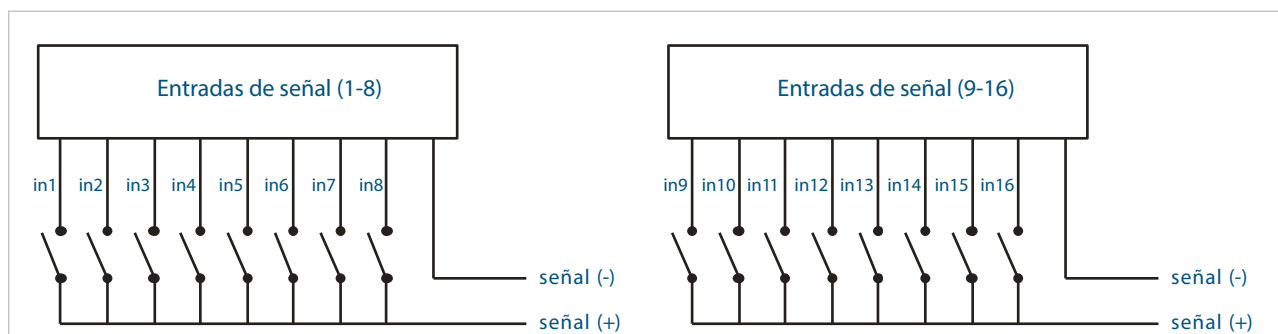 Entradas de señal (1-8)
in1 in2 in3 in4 in5 in6 in7 in8
señal (-)
señal (+)
Entradas de señal (9-16)
in9 in10 in11 in12 in13 in14 in15 in16
señal (-)
señal (+)